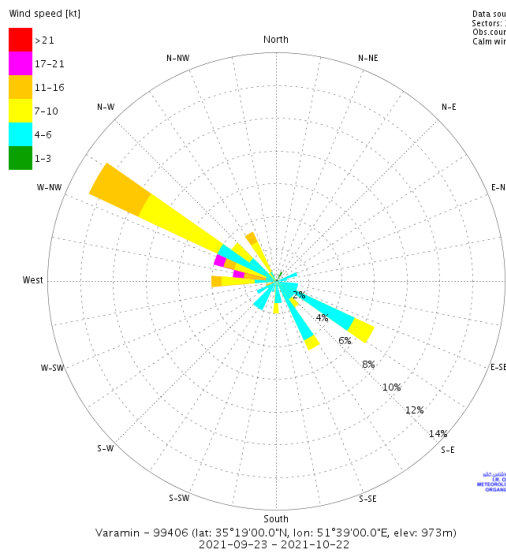 Wind speed [kt]
>21
17-21
11-16
7-10
4-6
1-3
Data sou
Sectors:
Obs.coun
Calm win
North
N-NW
N-NE
N-W
N-E
W-NW
E-N
West
W-SW
E-SE
S-W
S-E
S-SW
S-SE
South
2%
4%
6%
8%
10%
12%
14%
I.R. O
METEOROLO
ORGANI
Varamin - 99406 (lat: 35°19'00.0"N, lon: 51°39'00.0"E, elev: 973m)
2021-09-23 - 2021-10-22